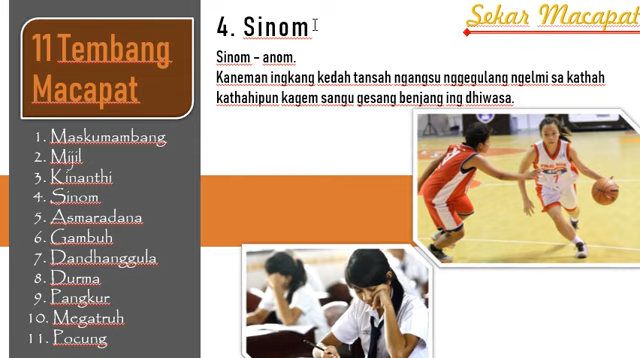 11 Tembang
Macapat
1. Maskumambang
2. Mijil
3. Kinanthi
4. Sinom
5. Asmaradana
6. Gambuh
7. Dandhanggula
8. Durma
9. Pangkur
10. Megatruh
11. Pocung
Sekar Macapat
4. Sinom
Sinom – anom.
Kaneman ingkang kedah tansah ngangsu nggegulang ngelmi sa kathah
kathahipun kagem sangu gesang benjang ing dhiwasa.
7